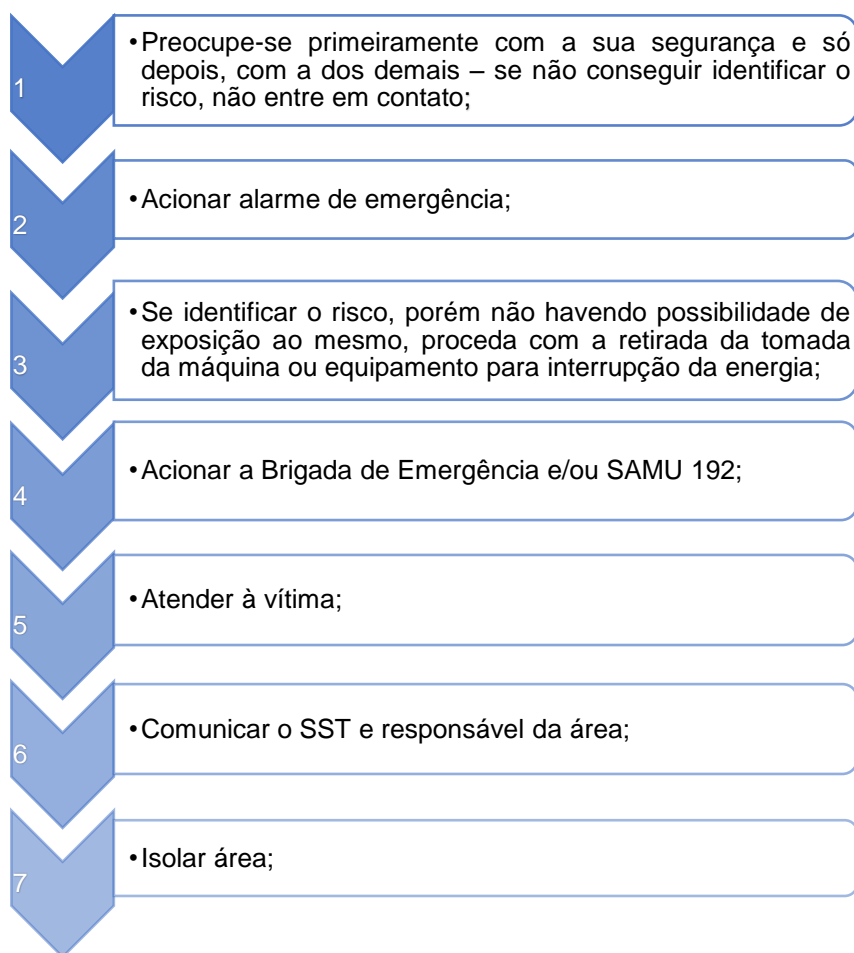 1
•Preocupe-se primeiramente com a sua segurança e só
depois, com a dos demais – se não conseguir identificar o
risco, não entre em contato;
2
•Acionar alarme de emergência;
3
•Se identificar o risco, porém não havendo possibilidade de
exposição ao mesmo, proceda com a retirada da tomada
da máquina ou equipamento para interrupção da energia;
4
•Acionar a Brigada de Emergência e/ou SAMU 192;
5
•Atender à vítima;
6
•Comunicar o SST e responsável da área;
7
•Isolar área;